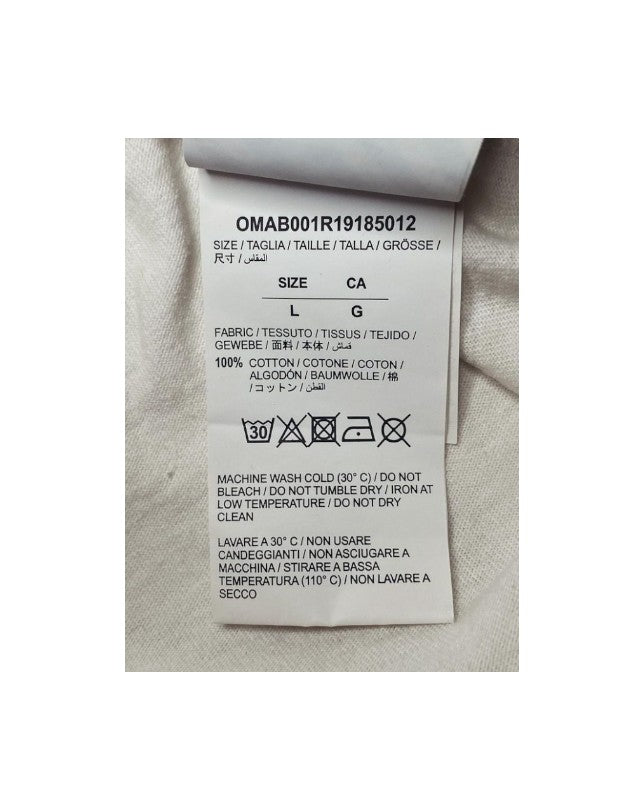 OMAB001R19185012
SIZE / TAGLIA / TAILLE / TALLA / GRÖSSE /
尺寸 / المقاس
SIZE CA
L G
FABRIC / TESSUTO / TISSUS / TEJIDO /
GEWEBE / 面料 / 本体 / قماش
100% COTTON / COTONE / COTON /
ALGODÓN / BAUMWOLLE / 棉
/ コットン / القطن
30
MACHINE WASH COLD (30° C) / DO NOT
BLEACH / DO NOT TUMBLE DRY / IRON AT
LOW TEMPERATURE / DO NOT DRY
CLEAN
LAVARE A 30° C / NON USARE
CANDEGGIANTI / NON ASCIUGARE A
MACCHINA / STIRARE A BASSA
TEMPERATURA (110° C) / NON LAVARE A
SECCO